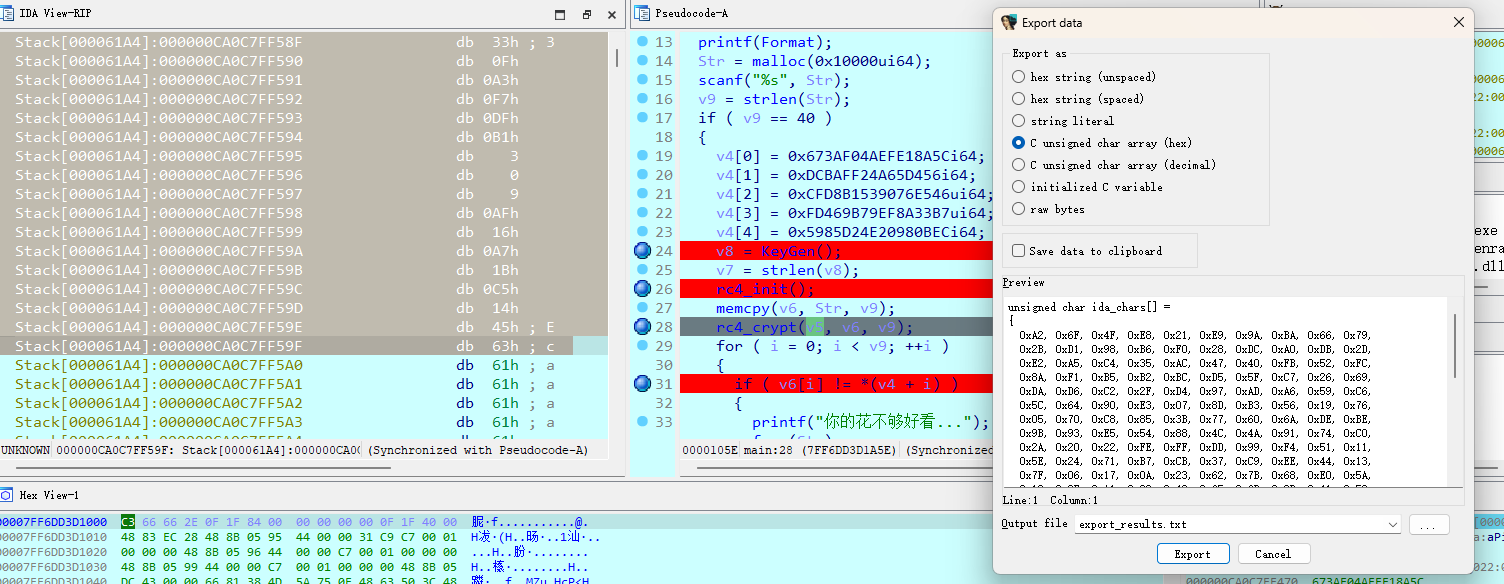 IDA View-RIP
Stack[000061A4]:000000CA0C7FF58F db 33h ; 3
Stack[000061A4]:000000CA0C7FF590 db 0Fh
Stack[000061A4]:000000CA0C7FF591 db 0A3h
Stack[000061A4]:000000CA0C7FF592 db 0F7h
Stack[000061A4]:000000CA0C7FF593 db 0DFh
Stack[000061A4]:000000CA0C7FF594 db 0B1h
Stack[000061A4]:000000CA0C7FF595 db 3
Stack[000061A4]:000000CA0C7FF596 db 0
Stack[000061A4]:000000CA0C7FF597 db 9
Stack[000061A4]:000000CA0C7FF598 db 0AFh
Stack[000061A4]:000000CA0C7FF599 db 16h
Stack[000061A4]:000000CA0C7FF59A db 0A7h
Stack[000061A4]:000000CA0C7FF59B db 1Bh
Stack[000061A4]:000000CA0C7FF59C db 0C5h
Stack[000061A4]:000000CA0C7FF59D db 14h
Stack[000061A4]:000000CA0C7FF59E db 45h ; E
Stack[000061A4]:000000CA0C7FF59F db 63h ; c
Stack[000061A4]:000000CA0C7FF5A0 db 61h ; a
Stack[000061A4]:000000CA0C7FF5A1 db 61h ; a
Stack[000061A4]:000000CA0C7FF5A2 db 61h ; a
Stack[000061A4]:000000CA0C7FF5A3 db 61h ; a
UNKNOWN 000000CA0C7FF59F: Stack[000061A4]:000000CA0 (Synchronized with Pseudocode-A)
Pseudocode-A
13 printf(Format);
14 Str = malloc(0x10000ui64);
15 scanf("%s", Str);
16 v9 = strlen(Str);
17 if ( v9 == 40 )
18 {
19 v4[0] = 0x673AF04AEFE18A5Ci64;
20 v4[1] = 0xDCBAFF24A65D456i64;
21 v4[2] = 0xCFD8B1539076E546ui64;
22 v4[3] = 0xFD469B79EF8A33B7ui64;
23 v4[4] = 0x5985D24E20980BECi64;
24 v8 = KeyGen();
25 v7 = strlen(v8);
26 rc4_init();
27 memcpy(v6, Str, v9);
28 rc4_crypt(v5, v6, v9);
29 for ( i = 0; i < v9; ++i )
30 {
31 if ( v6[i] != *(v4 + i) )
32 {
33 printf("你的花不够好看...");
0000105E main:28 (7FF6DD3D1A5E) (Synchronized
Hex View-1
00007FF6DD3D1000 C3 66 66 2E 0F 1F 84 00 00 00 00 00 0F 1F 40 00
00007FF6DD3D1010 48 83 EC 28 48 8B 05 95 44 00 00 31 C9 C7 00 01
00007FF6DD3D1020 00 00 00 48 8B 05 96 44 00 00 C7 00 01 00 00 00
00007FF6DD3D1030 48 8B 05 99 44 00 00 C7 00 01 00 00 00 48 8B 05
Export data
Export as
hex string (unspaced)
hex string (spaced)
string literal
C unsigned char array (hex)
C unsigned char array (decimal)
initialized C variable
raw bytes
Save data to clipboard
Preview
unsigned char ida_chars[] =
{
0xA2, 0x6F, 0x4F, 0xE8, 0x21, 0xE9, 0x9A, 0xBA, 0x66, 0x79,
0x2B, 0xD1, 0x98, 0xB6, 0xF0, 0x28, 0xDC, 0xA0, 0xDB, 0x2D,
0xE2, 0xA5, 0xC4, 0x35, 0xAC, 0x47, 0x40, 0xFB, 0x52, 0xFC,
0x8A, 0xF1, 0xB5, 0xB2, 0xBC, 0xD5, 0x5F, 0xC7, 0x26, 0x69,
0xDA, 0xD6, 0xC2, 0x2F, 0xD4, 0x97, 0xAD, 0xA6, 0x59, 0xC6,
0x5C, 0x64, 0x90, 0xE3, 0x07, 0x8D, 0xB3, 0x56, 0x19, 0x76,
0x05, 0x70, 0xC8, 0x85, 0x3B, 0x77, 0x60, 0x6A, 0xDE, 0xBE,
0x9B, 0x93, 0xE5, 0x54, 0x88, 0x4C, 0x4A, 0x91, 0x74, 0xC0,
0x2A, 0x20, 0x22, 0xFE, 0xFF, 0xDD, 0x99, 0xF4, 0x51, 0x11,
0x5E, 0x24, 0x71, 0xB7, 0xCB, 0x37, 0xC9, 0xEE, 0x44, 0x13,
0x7F, 0x06, 0x17, 0x0A, 0x23, 0x62, 0x7B, 0x68, 0xE0, 0x5A,
Line:1 Column:1
Output file export_results.txt
...
Export Cancel